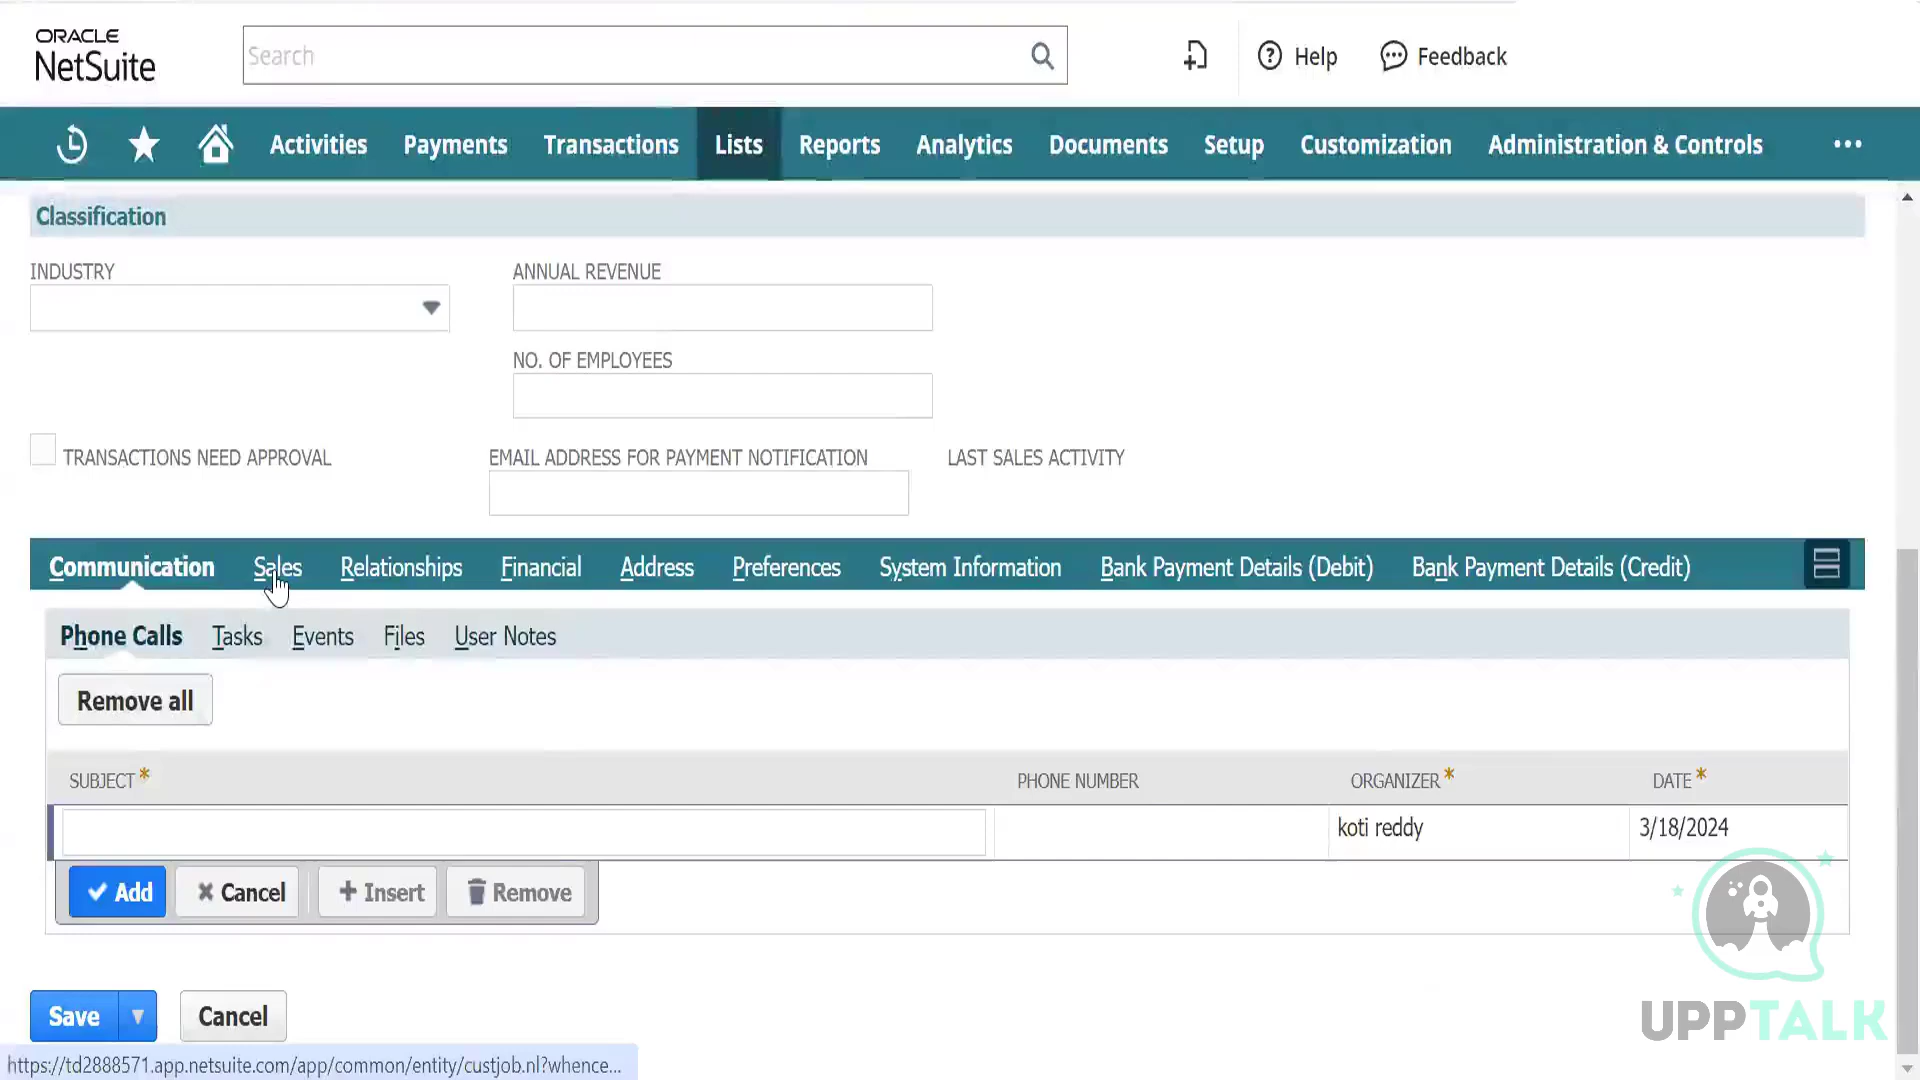 ORACLE
NetSuite
Search
Help
Feedback
Activities Payments Transactions Lists Reports Analytics Documents Setup Customization Administration & Controls
Classification
INDUSTRY
ANNUAL REVENUE
NO. OF EMPLOYEES
TRANSACTIONS NEED APPROVAL
EMAIL ADDRESS FOR PAYMENT NOTIFICATION
LAST SALES ACTIVITY
Communication Sales Relationships Financial Address Preferences System Information Bank Payment Details (Debit) Bank Payment Details (Credit)
Phone Calls Tasks Events Files User Notes
Remove all
SUBJECT * PHONE NUMBER ORGANIZER * DATE *
koti reddy 3/18/2024
Add Cancel Insert Remove
Save Cancel
UPPTALK
https://td2888571.app.netsuite.com/app/common/entity/custjob.nl?whence...